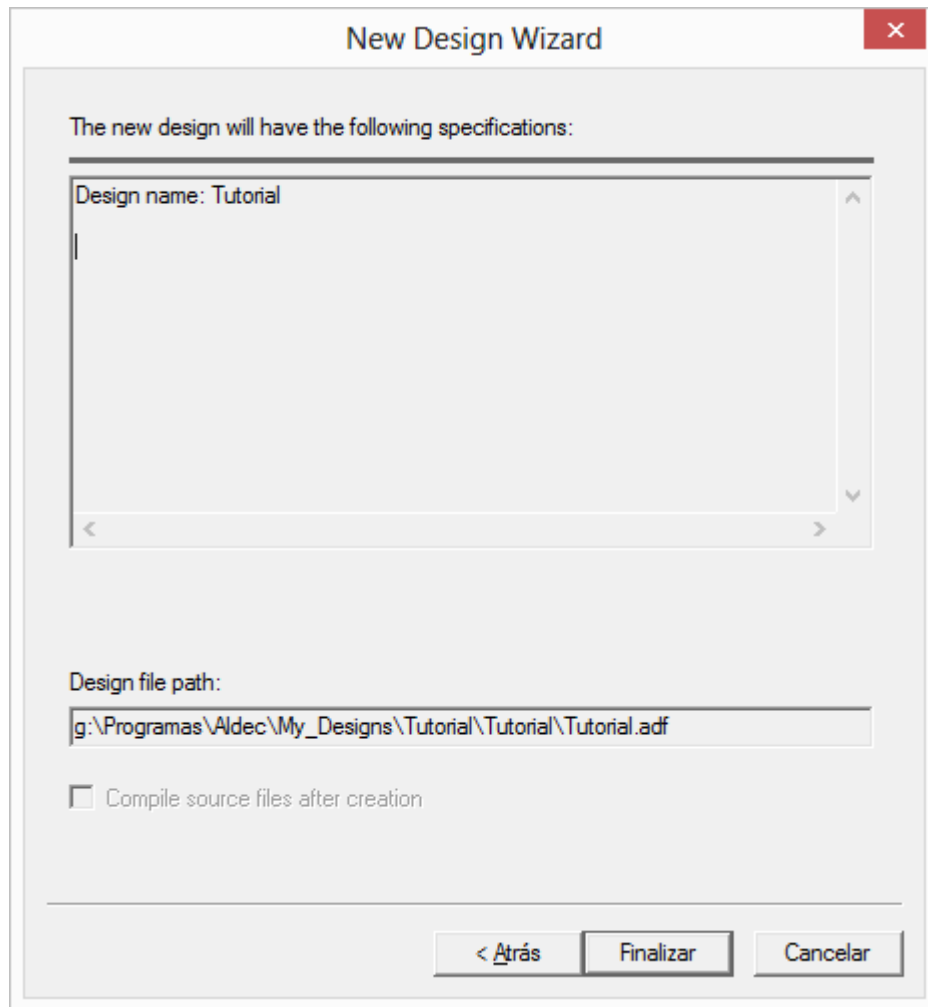 New Design Wizard
The new design will have the following specifications:
Design name: Tutorial
Design file path:
g:\Programas\Aldec\My_Designs\Tutorial\Tutorial\Tutorial.adf
Compile source files after creation
< Atrás Finalizar Cancelar